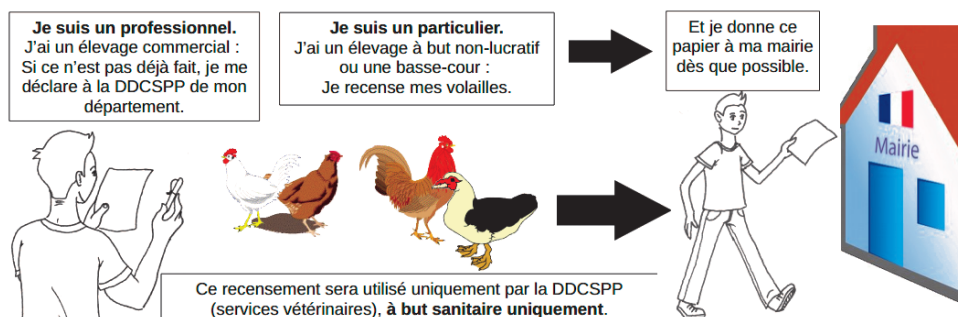 Je suis un professionnel.
J'ai un élevage commercial :
Si ce n'est pas déjà fait, je me
déclare à la DDCSPP de mon
département.
Je suis un particulier.
J'ai un élevage à but non-lucratif
ou une basse-cour :
Je recense mes volailles.
Et je donne ce
papier à ma mairie
dès que possible.
Mairie
Ce recensement sera utilisé uniquement par la DDCSPP
(services vétérinaires), à but sanitaire uniquement.